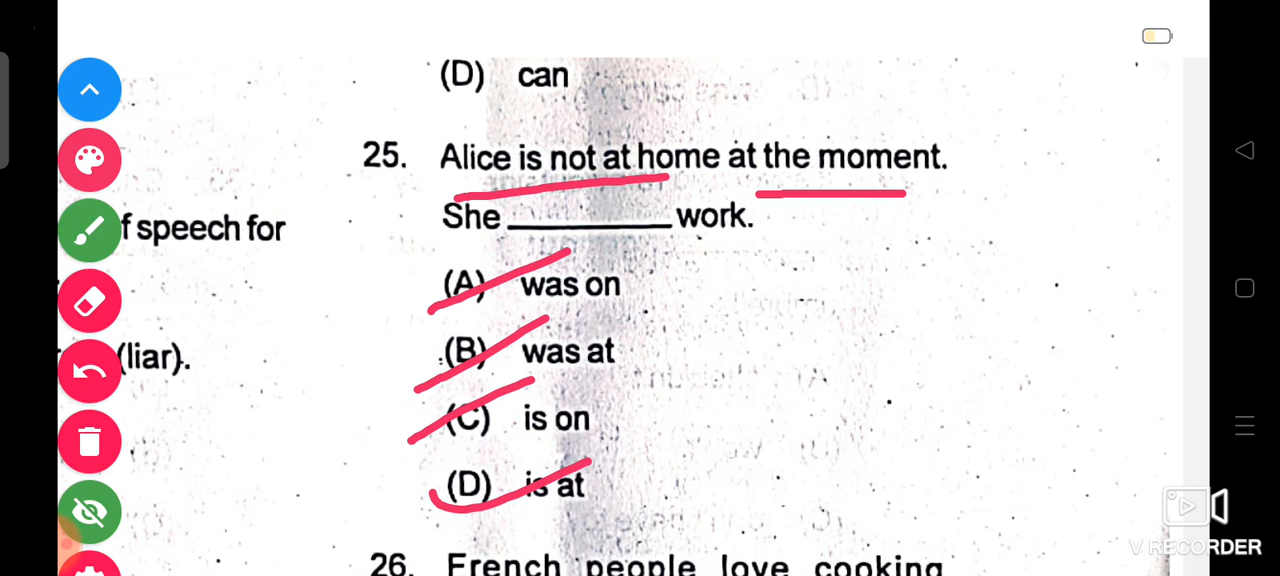 (D) can
25. Alice is not at home at the moment.
She ________ work.
f speech for
(A) was on
(B) was at
(liar).
(C) is on
(D) is at
26. French people love cooking
V RECORDER